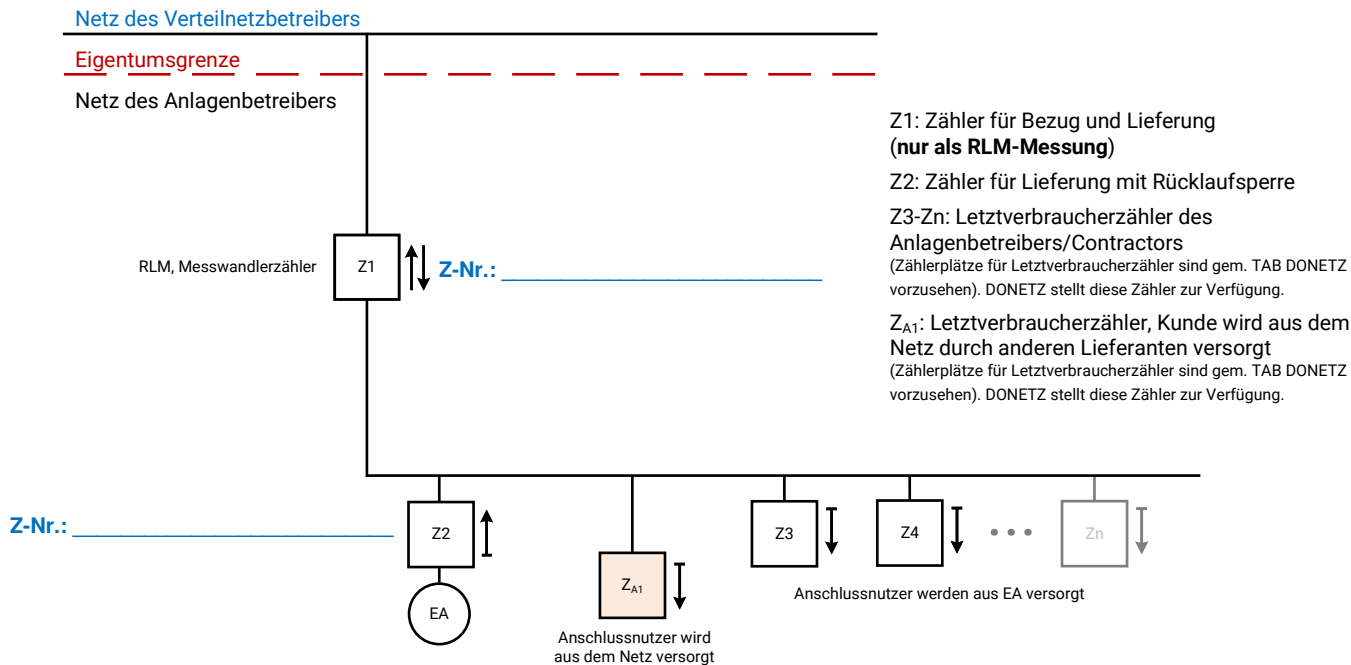 Netz des Verteilnetzbetreibers
Eigentumsgrenze
Netz des Anlagenbetreibers
Z1: Zähler für Bezug und Lieferung
(nur als RLM-Messung)
Z2: Zähler für Lieferung mit Rücklaufsperre
Z3-Zn: Letztverbraucherzähler des
Anlagenbetreibers/Contractors
(Zählerplätze für Letztverbraucherzähler sind gem. TAB DONETZ
vorzusehen). DONETZ stellt diese Zähler zur Verfügung.
ZA1: Letztverbraucherzähler, Kunde wird aus dem
Netz durch anderen Lieferanten versorgt
(Zählerplätze für Letztverbraucherzähler sind gem. TAB DONETZ
vorzusehen). DONETZ stellt diese Zähler zur Verfügung.
RLM, Messwandlerzähler
Z1
Z-Nr.: ____________________________
Z-Nr.: ____________________________
Z2
EA
ZA1
Anschlussnutzer wird
aus dem Netz versorgt
Z3
Z4
• • •
Zn
Anschlussnutzer werden aus EA versorgt